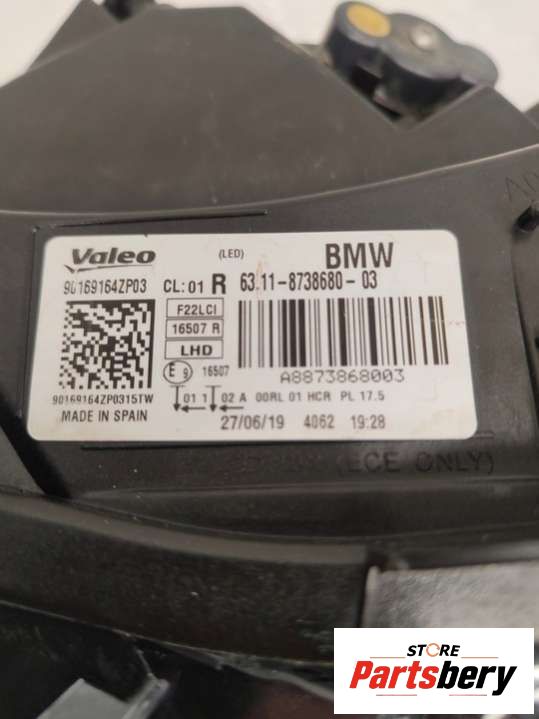 Valeo (LED) BMW
90169164ZP03 CL:01 R 63.11-8738680-03
F22LCI
16507 R
LHD
E9 16507
A8873868003
01 1 02 A 00RL 01 HCR PL 17.5
90169164ZP0315TW
MADE IN SPAIN
27/06/19 4062 19:28
(ECE ONLY)
STORE
Partsbery